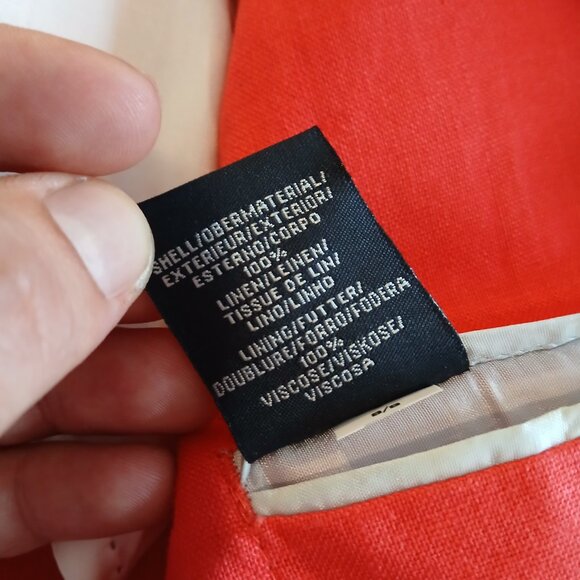 SHELL/OBERMATERIAL/
EXTERIEUR/EXTERIOR/
ESTERNO/CORPO
100%
LINEN/LEINEN/
TISSUE DE LIN/
LINO/LINHO
LINING/FUTTER/
DOUBLURE/FORRO/FODERA
100%
VISCOSE/VISKOSE/
VISCOSA